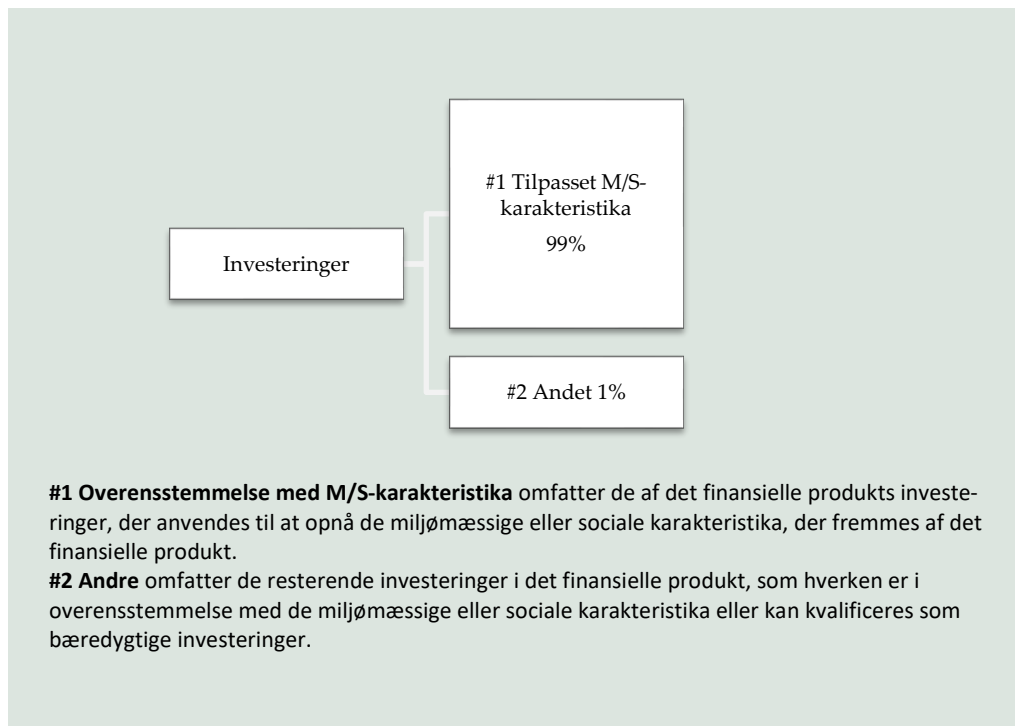 #1 Tilpasset M/S-
karakteristika
99%
Investeringer
#2 Andet 1%
#1 Overensstemmelse med M/S-karakteristika omfatter de af det finansielle produkts investe-
ringer, der anvendes til at opnå de miljømæssige eller sociale karakteristika, der fremmes af det
finansielle produkt.
#2 Andre omfatter de resterende investeringer i det finansielle produkt, som hverken er i
overensstemmelse med de miljømæssige eller sociale karakteristika eller kan kvalificeres som
bæredygtige investeringer.